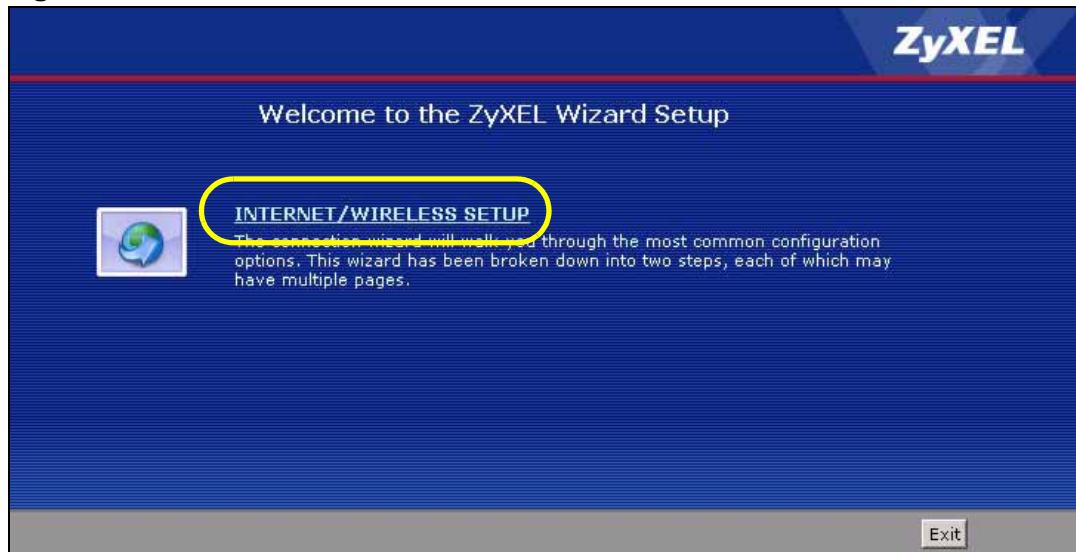 ZyXEL
Welcome to the ZyXEL Wizard Setup
INTERNET/WIRELESS SETUP
The connection wizard will walk you through the most common configuration
options. This wizard has been broken down into two steps, each of which may
have multiple pages.
Exit